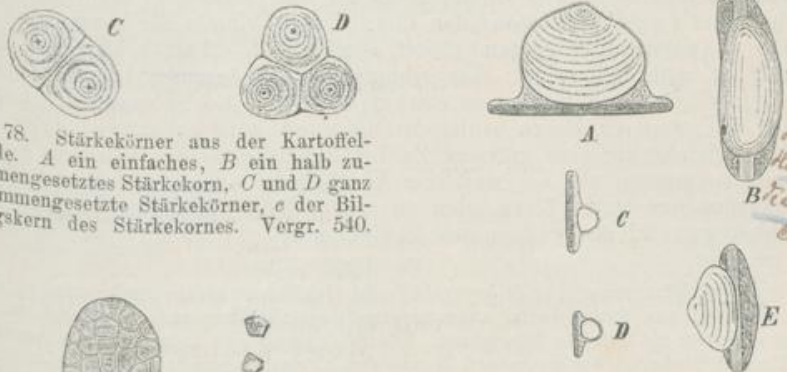 C
D
78. Stärkekörner aus der Kartoffel-
le. A ein einfaches, B ein halb zu-
mengesetztes Stärkekorn, C und D ganz
mmengesetzte Stärkekörner, c der Bil-
gskern des Stärkekornes. Vergr. 540.
A
B
C
D
E